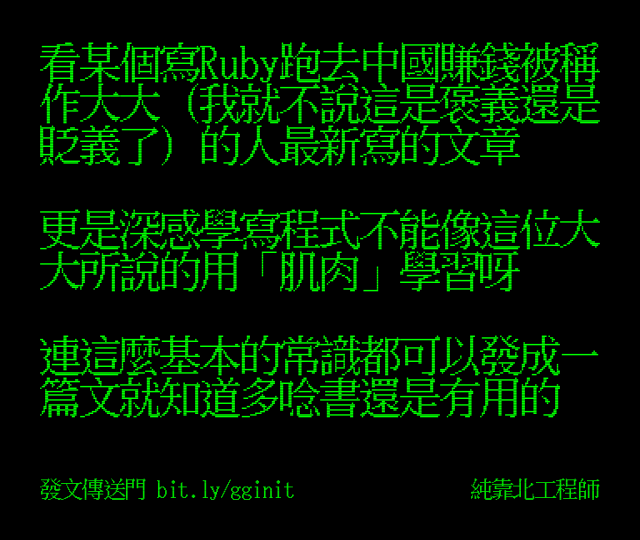 看某個寫Ruby跑去中國賺錢被稱
作大大（我就不說這是褒義還是
貶義了）的人最新寫的文章
更是深感學寫程式不能像這位大
大所說的用「肌肉」學習呀
連這麼基本的常識都可以發成一
篇文就知道多唸書還是有用的
發文傳送門 bit.ly/gginit
純靠北工程師